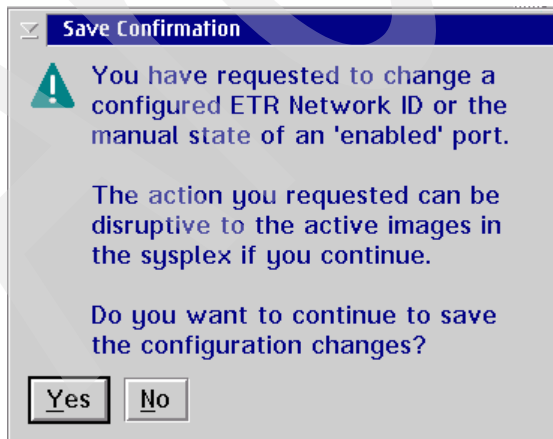 Save Confirmation
You have requested to change a
configured ETR Network ID or the
manual state of an 'enabled' port.
The action you requested can be
disruptive to the active images in
the sysplex if you continue.
Do you want to continue to save
the configuration changes?
Yes No